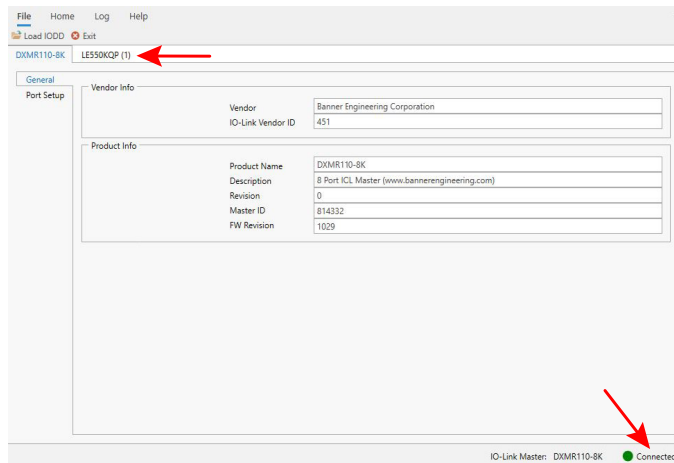 File Home Log Help
Load IODD Exit
DXMR110-8K LE550KQP (1)
General
Port Setup
Vendor Info
Vendor Banner Engineering Corporation
IO-Link Vendor ID 451
Product Info
Product Name DXMR110-8K
Description 8 Port ICL Master (www.bannerengineering.com)
Revision 0
Master ID 814332
FW Revision 1029
IO-Link Master: DXMR110-8K Connected